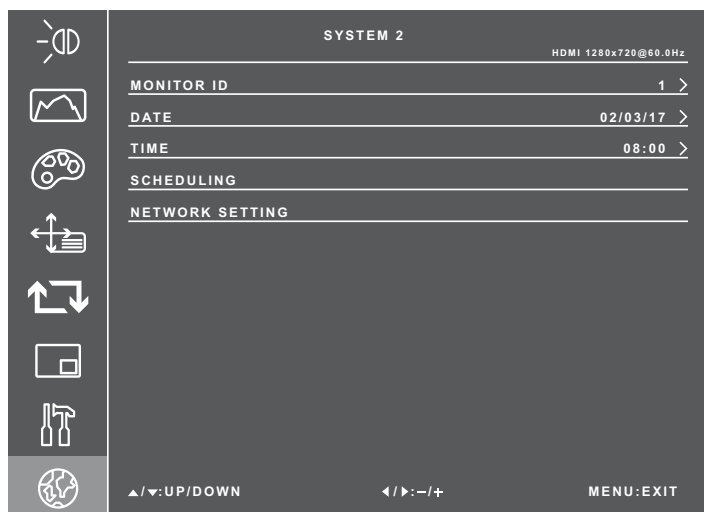 SYSTEM 2
HDMI 1280x720@60.0Hz
MONITOR ID 1 >
DATE 02/03/17 >
TIME 08:00 >
SCHEDULING
NETWORK SETTING
▲/▼:UP/DOWN ◀/▶:−/+ MENU:EXIT